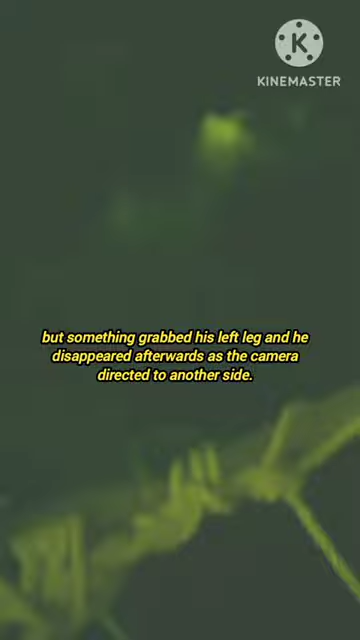 K
KINEMASTER
but something grabbed his left leg and he
disappeared afterwards as the camera
directed to another side.